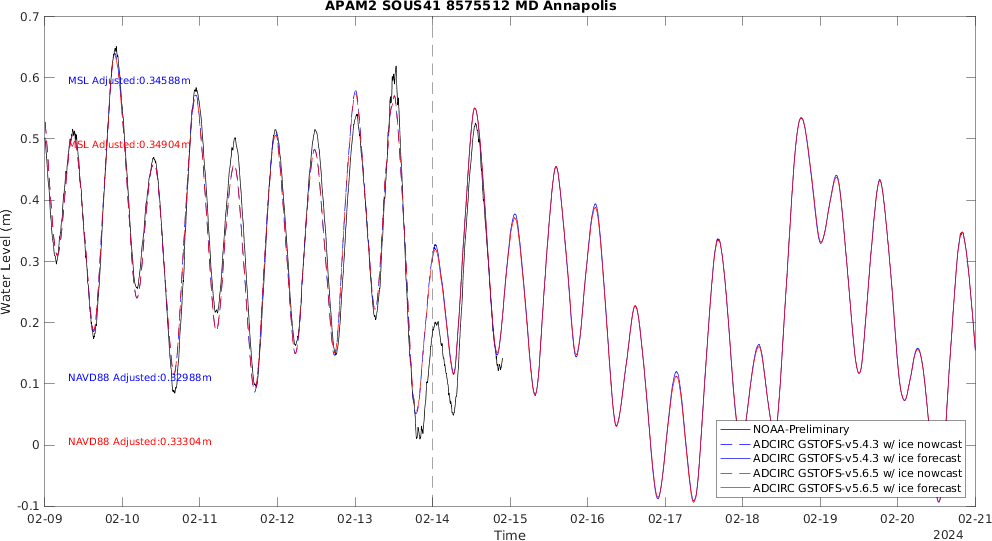 APAM2 SOUS41 8575512 MD Annapolis
0.7
0.6
0.5
0.4
0.3
0.2
0.1
0
-0.1
Water Level (m)
MSL Adjusted:0.34588m
MSL Adjusted:0.34904m
NAVD88 Adjusted:0.32988m
NAVD88 Adjusted:0.33304m
NOAA-Preliminary
ADCIRC GSTOFS-v5.4.3 w/ ice nowcast
ADCIRC GSTOFS-v5.4.3 w/ ice forecast
ADCIRC GSTOFS-v5.6.5 w/ ice nowcast
ADCIRC GSTOFS-v5.6.5 w/ ice forecast
02-09 02-10 02-11 02-12 02-13 02-14 02-15 02-16 02-17 02-18 02-19 02-20 02-21
Time
2024